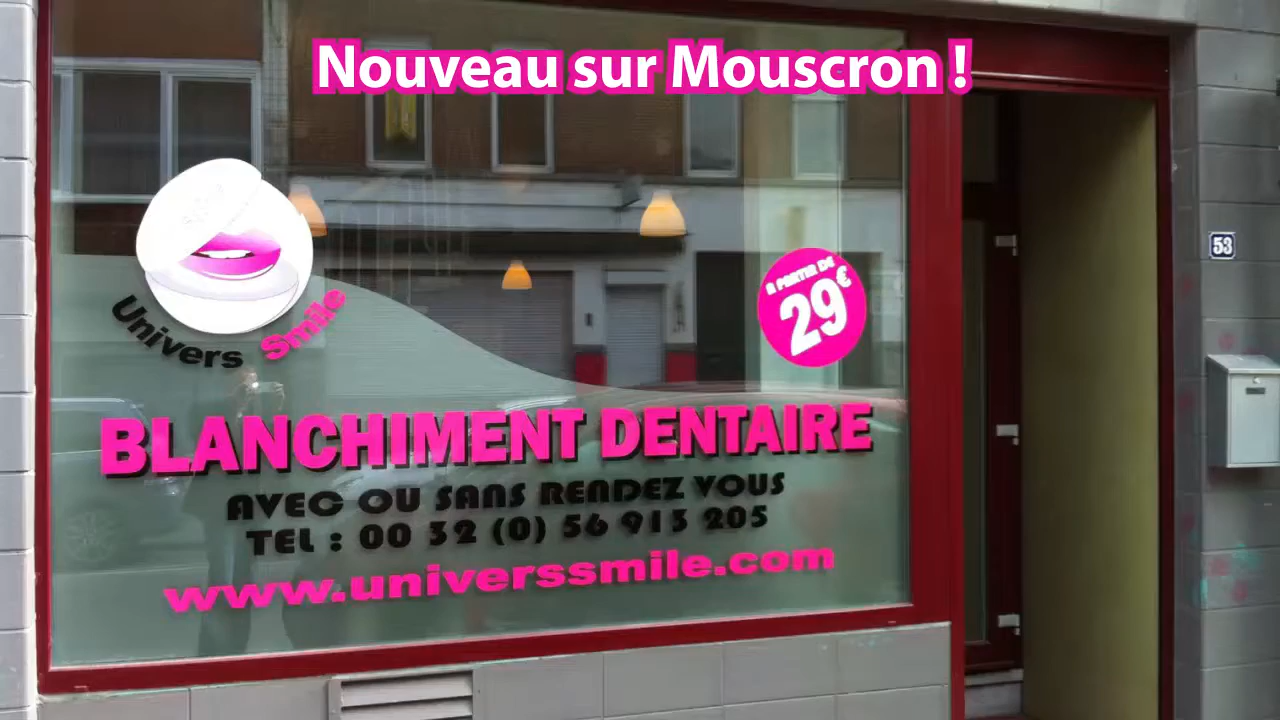 Nouveau sur Mouscron !
Univers Smile
A PARTIR DE
29€
53
BLANCHIMENT DENTAIRE
AVEC OU SANS RENDEZ VOUS
TEL : 00 32 (0) 56 913 205
www.universsmile.com